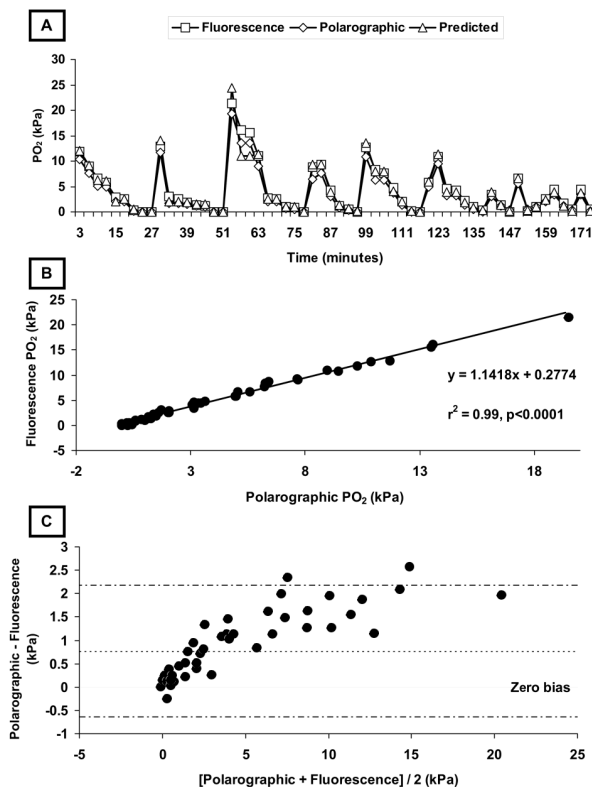 A
Fluorescence Polarographic Predicted
PO2 (kPa)
30
25
20
15
10
5
0
3 15 27 39 51 63 75 87 99 111 123 135 147 159 171
Time (minutes)
B
Fluorescence PO2 (kPa)
25
20
15
10
5
0
-5
y = 1.1418x + 0.2774
r2 = 0.99, p<0.0001
-2 3 8 13 18
Polarographic PO2 (kPa)
C
Polarographic - Fluorescence
(kPa)
3
2.5
2
1.5
1
0.5
0
-0.5
-1
Zero bias
-5 0 5 10 15 20 25
[Polarographic + Fluorescence] / 2 (kPa)